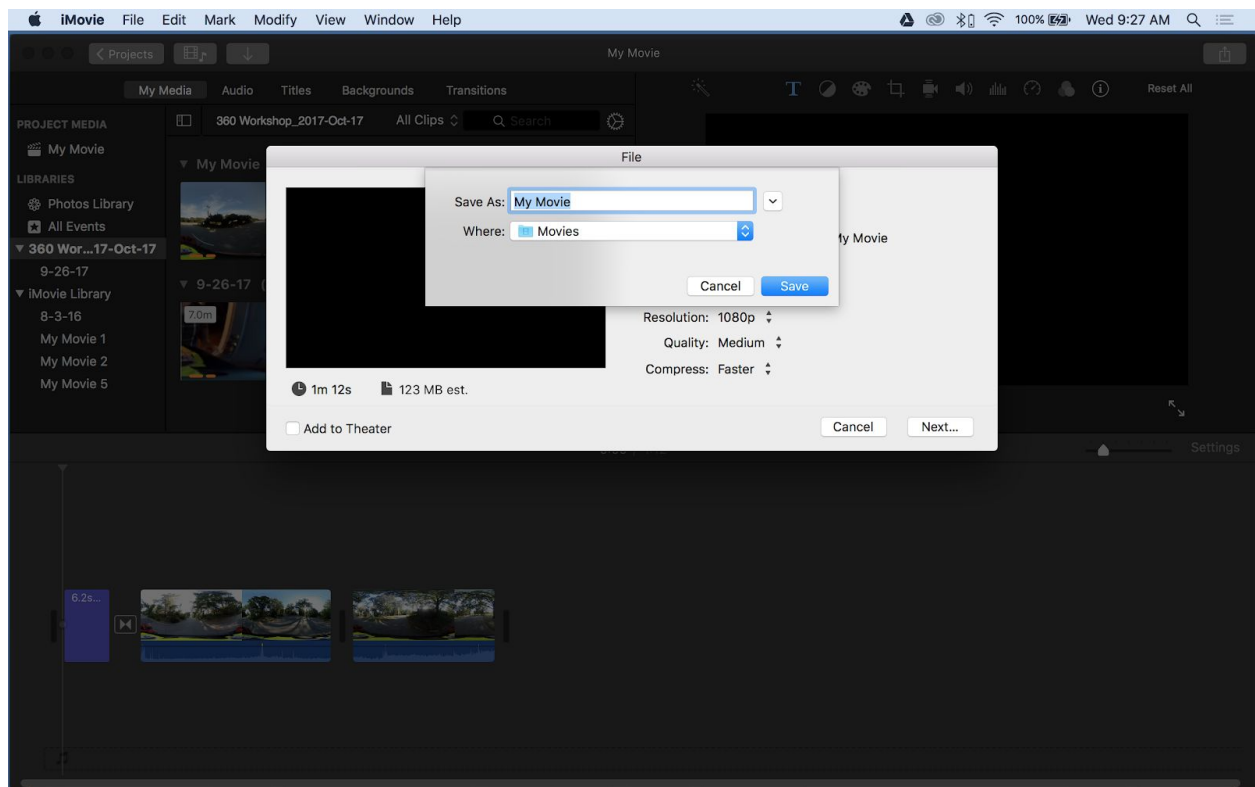 iMovie File Edit Mark Modify View Window Help 100% Wed 9:27 AM
Projects My Movie
My Media Audio Titles Backgrounds Transitions Reset All
PROJECT MEDIA 360 Workshop_2017-Oct-17 All Clips Search
My Movie
My Movie
LIBRARIES
Photos Library
All Events
360 Wor...17-Oct-17
9-26-17
9-26-17 (
iMovie Library
8-3-16
7.0m
My Movie 1
My Movie 2
My Movie 5
File
Save As: My Movie
Where: Movies
My Movie
Cancel Save
Resolution: 1080p
Quality: Medium
Compress: Faster
1m 12s 123 MB est.
Add to Theater Cancel Next...
Settings
6.2s...